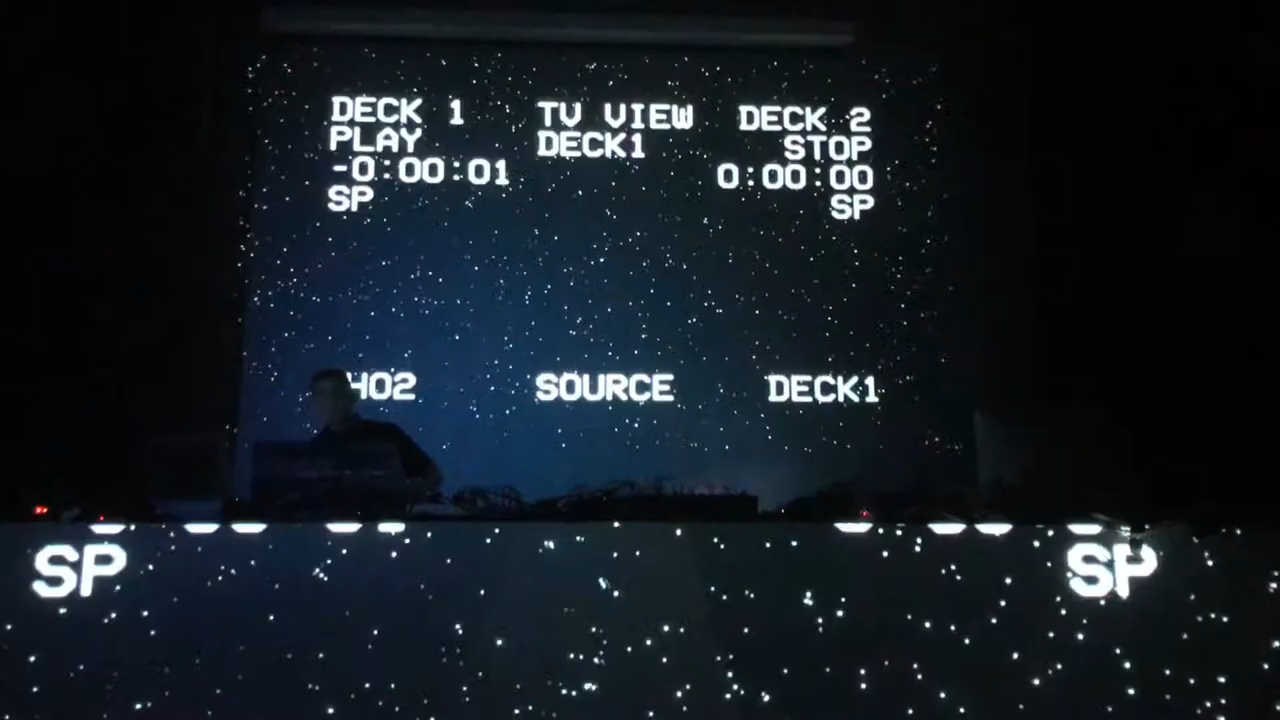 DECK 1 TV VIEW DECK 2
PLAY DECK1 STOP
-0:00:01 0:00:00
SP SP
SOURCE DECK1
SP SP